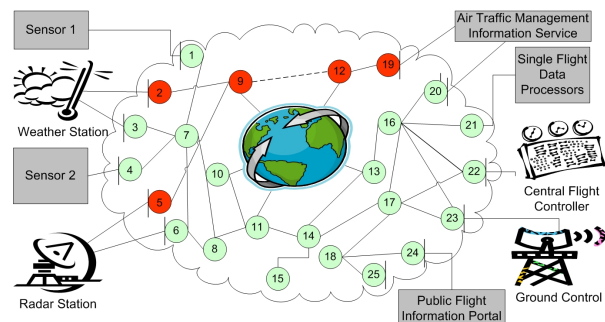 Sensor 1
Air Traffic Management
Information Service
1
19
12
9
2
20
Single Flight
Data
Processors
Weather Station
3
7
16
21
4
10
13
22
Sensor 2
Central Flight
Controller
5
17
6
11
23
8
14
18
24
15
25
Radar Station
Public Flight
Information Portal
Ground Control